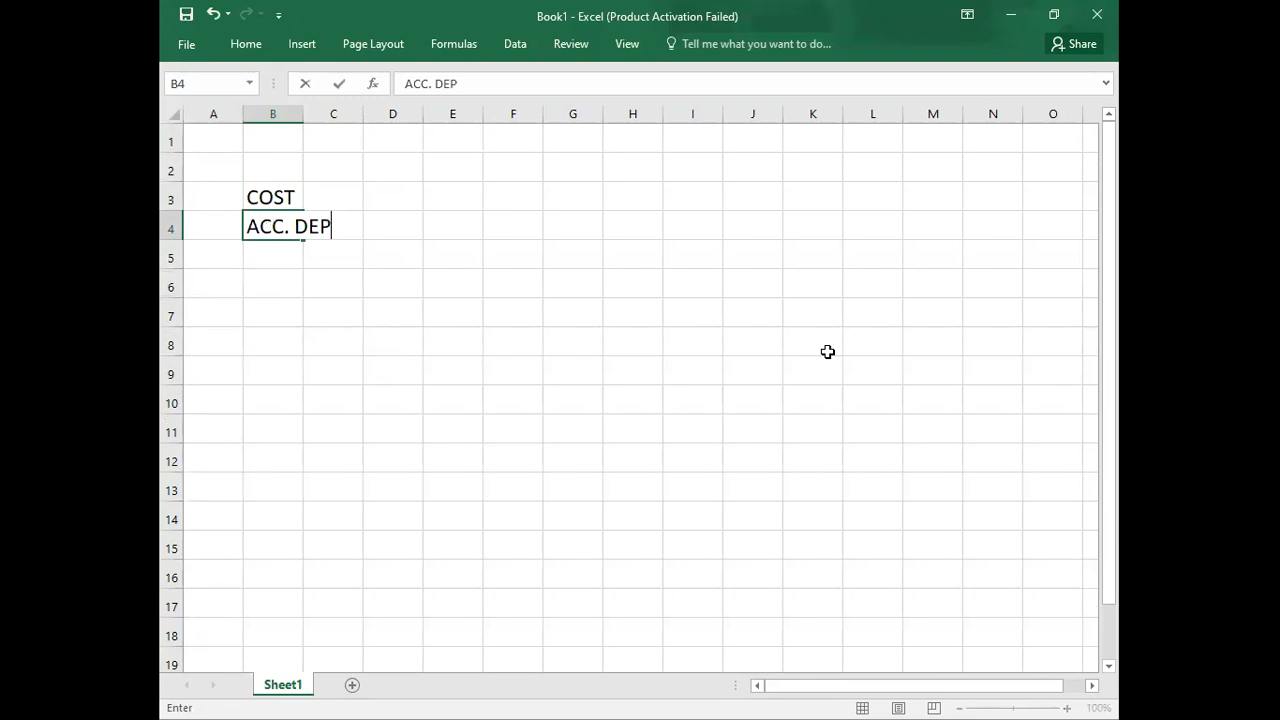 Book1 - Excel (Product Activation Failed)
File Home Insert Page Layout Formulas Data Review View Tell me what you want to do... Share
B4 fx ACC. DEP
A B C D E F G H I J K L M N O
1
2
3 COST
4 ACC. DEP
5
6
7
8
9
10
11
12
13
14
15
16
17
18
19
Sheet1
Enter 100%